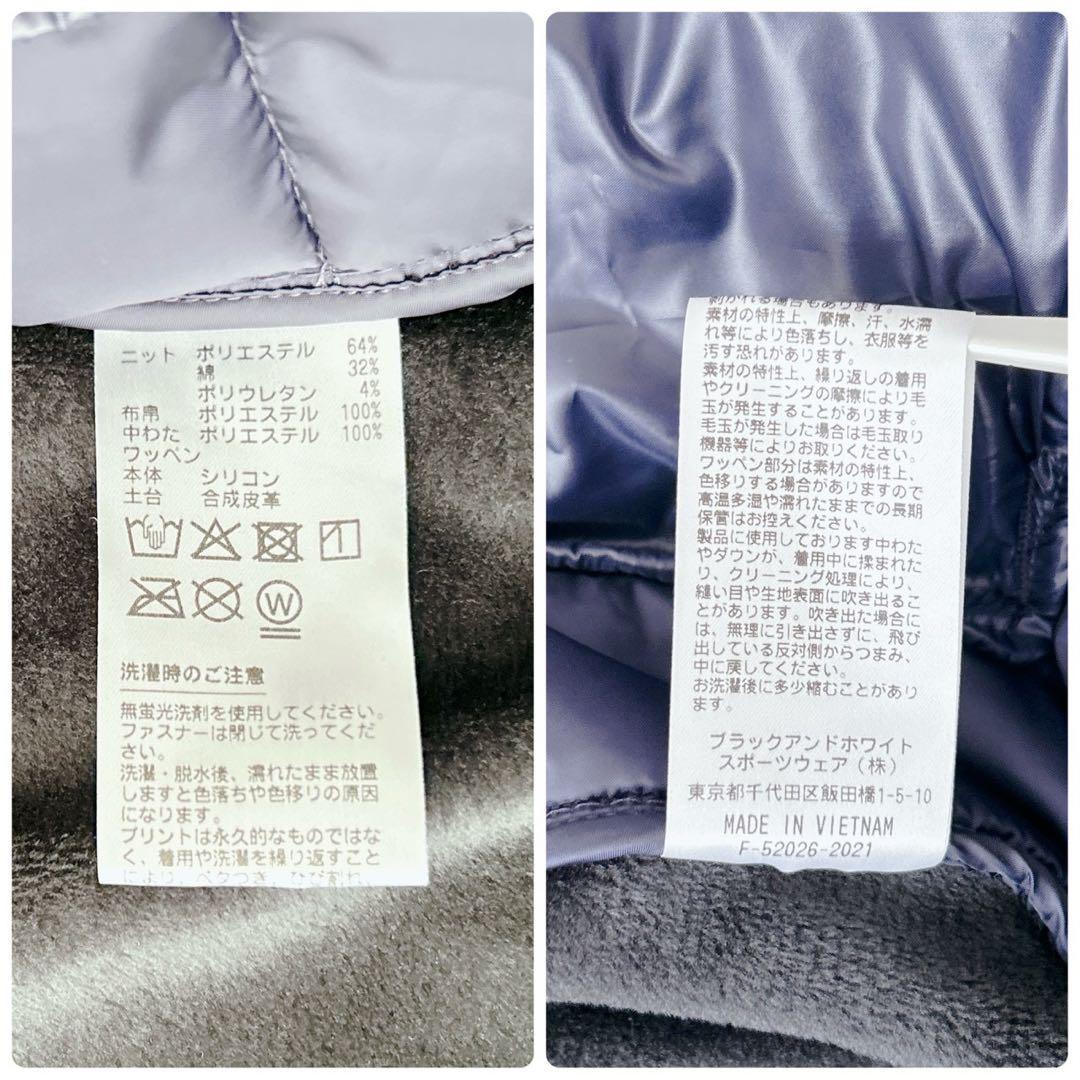 ニット ポリエステル 64%
綿 32%
ポリウレタン 4%
布帛 ポリエステル 100%
中わた ポリエステル 100%
ワッペン
本体 シリコン
土台 合成皮革
W
洗濯時のご注意
無蛍光洗剤を使用してください。
ファスナーは閉じて洗ってくだ
さい。
洗濯・脱水後、濡れたまま放置
しますと色落ちや色移りの原因
になります。
プリントは永久的なものではな
く、着用や洗濯を繰り返すこと
により、ベタつき、ひび割れ、
剥がれる場合もあります。
素材の特性上、摩擦、汗、水濡
れ等により色落ちし、衣服等を
汚す恐れがあります。
素材の特性上、繰り返しの着用
やクリーニングの摩擦により毛
玉が発生することがあります。
毛玉が発生した場合は毛玉取り
機器等によりお取りください。
ワッペン部分は素材の特性上、
色移りする場合がありますので
高温多湿や濡れたままでの長期
保管はお控えください。
製品に使用しております中わた
やダウンが、着用中に揉まれた
り、クリーニング処理により、
縫い目や生地表面に吹き出るこ
とがあります。吹き出た場合に
は、無理に引き出さずに、飛び
出している反対側からつまみ、
中に戻してください。
お洗濯後に多少縮むことがあり
ます。
ブラックアンドホワイト
スポーツウェア（株）
東京都千代田区飯田橋1-5-10
MADE IN VIETNAM
F-52026-2021